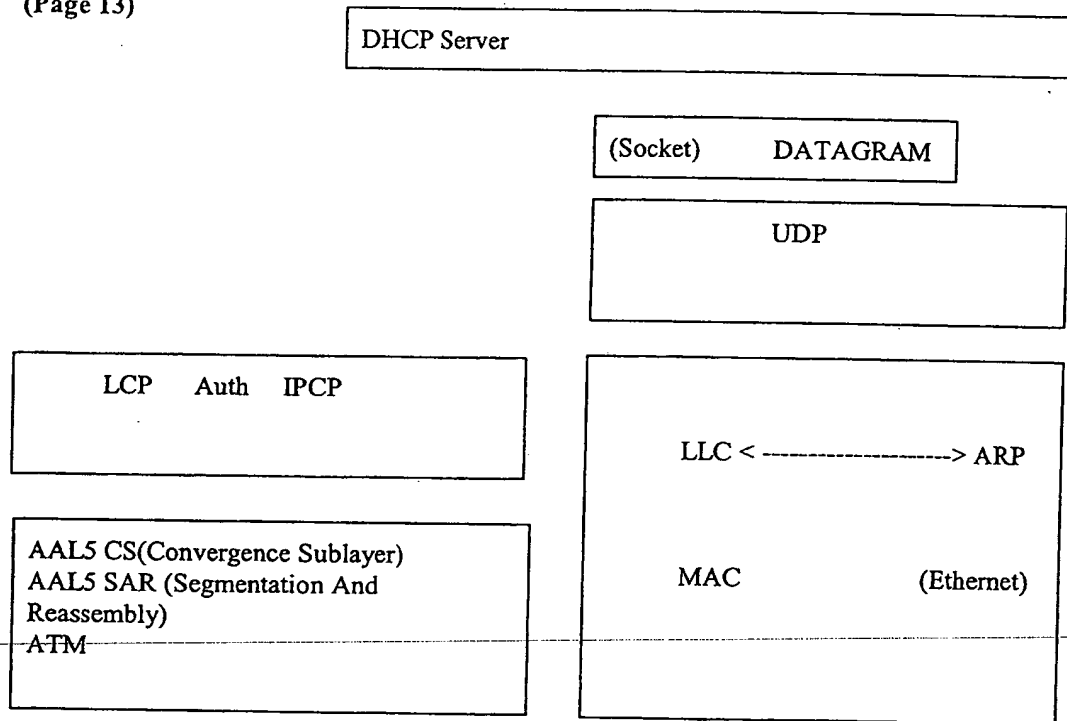 (Page 13)
DHCP Server
(Socket) DATAGRAM
UDP
LCP Auth IPCP
LLC < ----------------------> ARP
AAL5 CS(Convergence Sublayer)
AAL5 SAR (Segmentation And
Reassembly)
ATM
MAC (Ethernet)